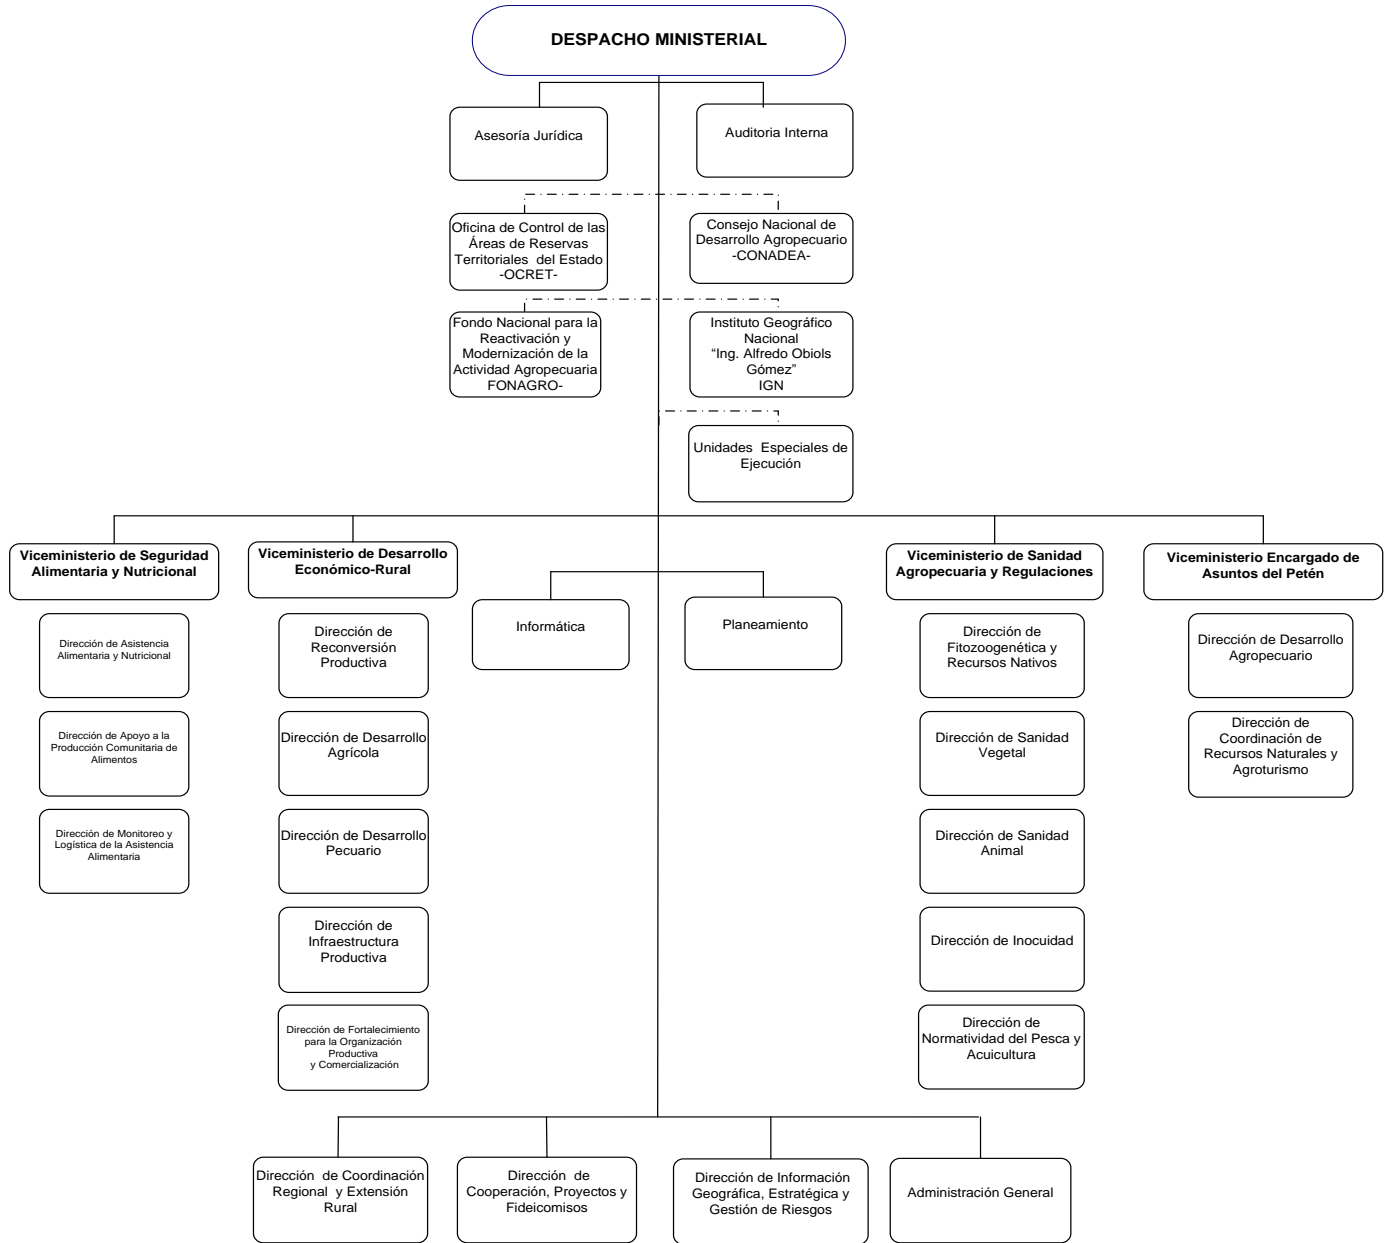 DESPACHO MINISTERIAL
Asesoría Jurídica
Auditoria Interna
Oficina de Control de las
Áreas de Reservas
Territoriales del Estado
-OCRET-
Consejo Nacional de
Desarrollo Agropecuario
-CONADEA-
Fondo Nacional para la
Reactivación y
Modernización de la
Actividad Agropecuaria
FONAGRO-
Instituto Geográfico
Nacional
“Ing. Alfredo Obiols
Gómez”
IGN
Unidades Especiales de
Ejecución
Viceministerio de Seguridad
Alimentaria y Nutricional
Viceministerio de Desarrollo
Económico-Rural
Viceministerio de Sanidad
Agropecuaria y Regulaciones
Viceministerio Encargado de
Asuntos del Petén
Dirección de Asistencia
Alimentaria y Nutricional
Dirección de
Reconversión
Productiva
Informática
Planeamiento
Dirección de
Fitozoogenética y
Recursos Nativos
Dirección de Desarrollo
Agropecuario
Dirección de Apoyo a la
Producción Comunitaria de
Alimentos
Dirección de Desarrollo
Agrícola
Dirección de Sanidad
Vegetal
Dirección de
Coordinación de
Recursos Naturales y
Agroturismo
Dirección de Monitoreo y
Logística de la Asistencia
Alimentaria
Dirección de Desarrollo
Pecuario
Dirección de Sanidad
Animal
Dirección de
Infraestructura
Productiva
Dirección de Inocuidad
Dirección de Fortalecimiento
para la Organización
Productiva
y Comercialización
Dirección de
Normatividad del Pesca y
Acuicultura
Dirección de Coordinación
Regional y Extensión
Rural
Dirección de
Cooperación, Proyectos y
Fideicomisos
Dirección de Información
Geográfica, Estratégica y
Gestión de Riesgos
Administración General